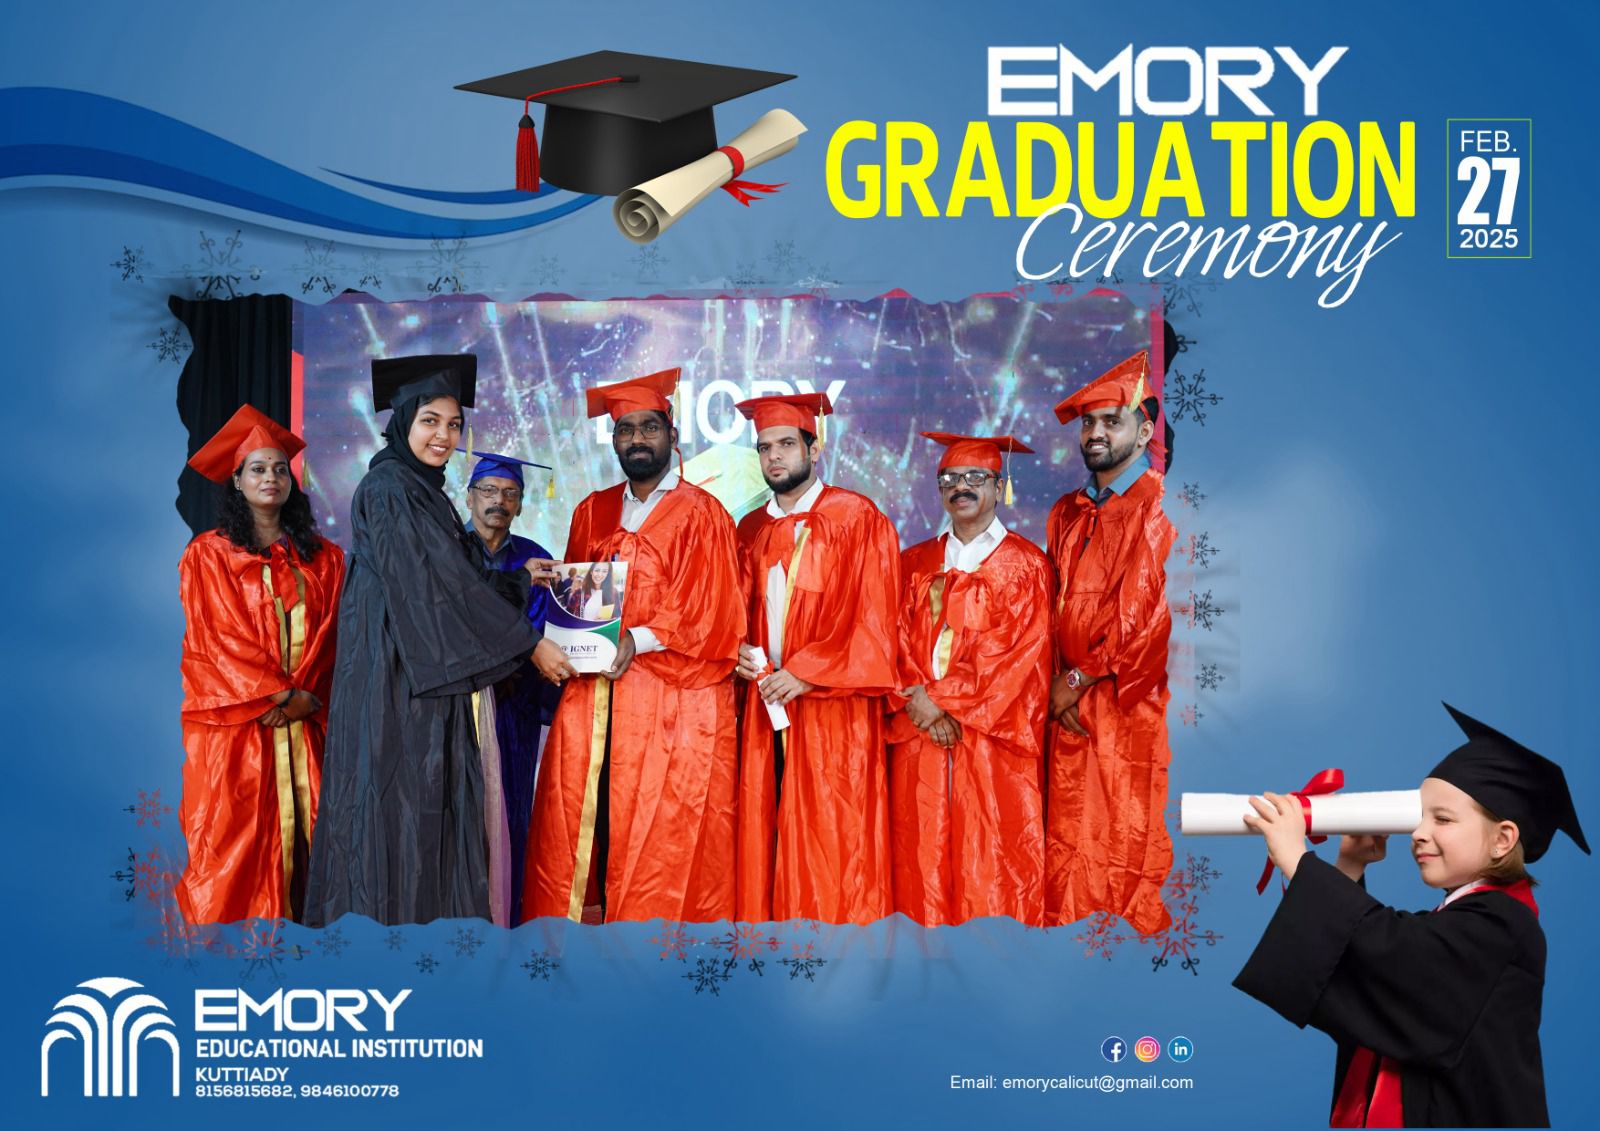 EMORY
GRADUATION
Ceremony
FEB.
27
2025
EMORY
IGNET
EMORY
EDUCATIONAL INSTITUTION
KUTTIADY
8156815682, 9846100778
Email: emorycalicut@gmail.com